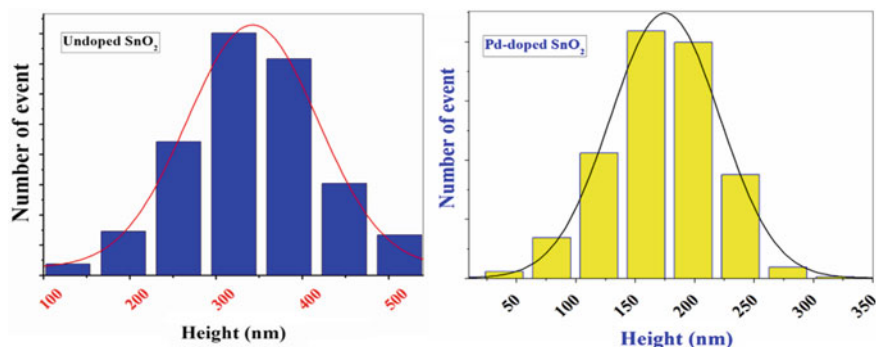 Undoped SnO₂
Number of event
100
300
300
400
500
Height (nm)
Pd-doped SnO₂
Number of event
50
100
150
200
250
300
350
Height (nm)